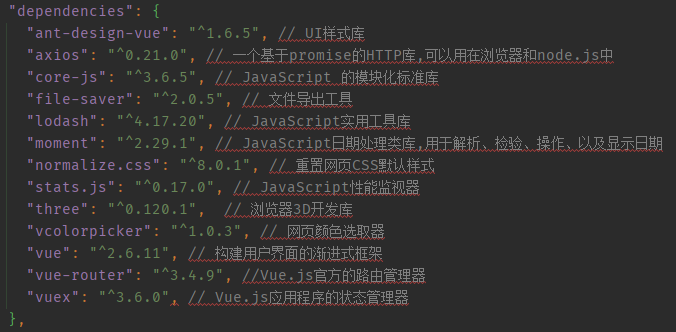 "dependencies": {
"ant-design-vue": "^1.6.5", // UI样式库
"axios": "^0.21.0", // 一个基于promise的HTTP库,可以用在浏览器和node.js中
"core-js": "^3.6.5", // JavaScript 的模块化标准库
"file-saver": "^2.0.5", // 文件导出工具
"lodash": "^4.17.20", // JavaScript实用工具库
"moment": "^2.29.1", // JavaScript日期处理类库,用于解析、检验、操作、以及显示日期
"normalize.css": "^8.0.1", // 重置网页CSS默认样式
"stats.js": "^0.17.0", // JavaScript性能监视器
"three": "^0.120.1",  // 浏览器3D开发库
"vcolorpicker": "^1.0.3", // 网页颜色选取器
"vue": "^2.6.11", // 构建用户界面的渐进式框架
"vue-router": "^3.4.9", //Vue.js官方的路由管理器
"vuex": "^3.6.0", // Vue.js应用程序的状态管理器
},